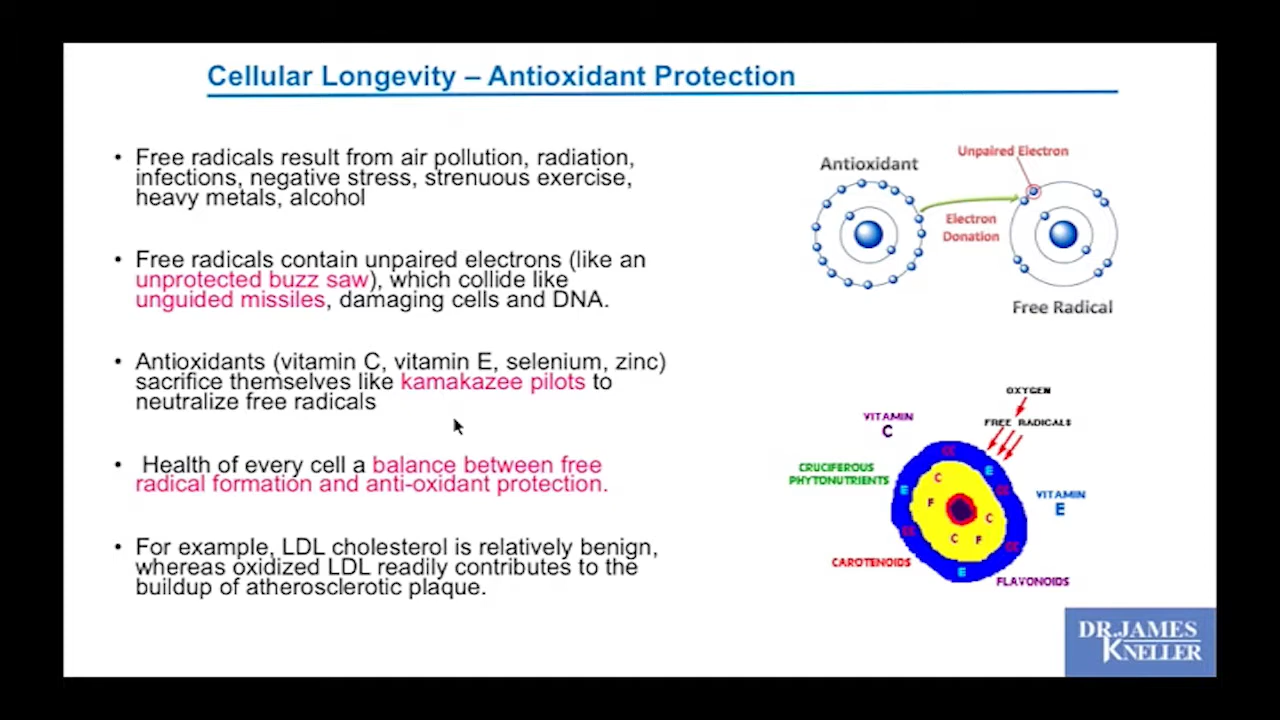 Cellular Longevity – Antioxidant Protection
• Free radicals result from air pollution, radiation,
infections, negative stress, strenuous exercise,
heavy metals, alcohol
• Free radicals contain unpaired electrons (like an
unprotected buzz saw), which collide like
unguided missiles, damaging cells and DNA.
• Antioxidants (vitamin C, vitamin E, selenium, zinc)
sacrifice themselves like kamakazee pilots to
neutralize free radicals
• Health of every cell a balance between free
radical formation and anti-oxidant protection.
• For example, LDL cholesterol is relatively benign,
whereas oxidized LDL readily contributes to the
buildup of atherosclerotic plaque.
Unpaired Electron
Antioxidant
Electron
Donation
Free Radical
OXYGEN
FREE RADICALS
VITAMIN
C
CRUCIFEROUS
PHYTONUTRIENTS
VITAMIN
E
CAROTENOIDS
FLAVONOIDS
CC
E
C
E
CC
F
C
CC
C
F
CC
E
DR. JAMES
KNELLER